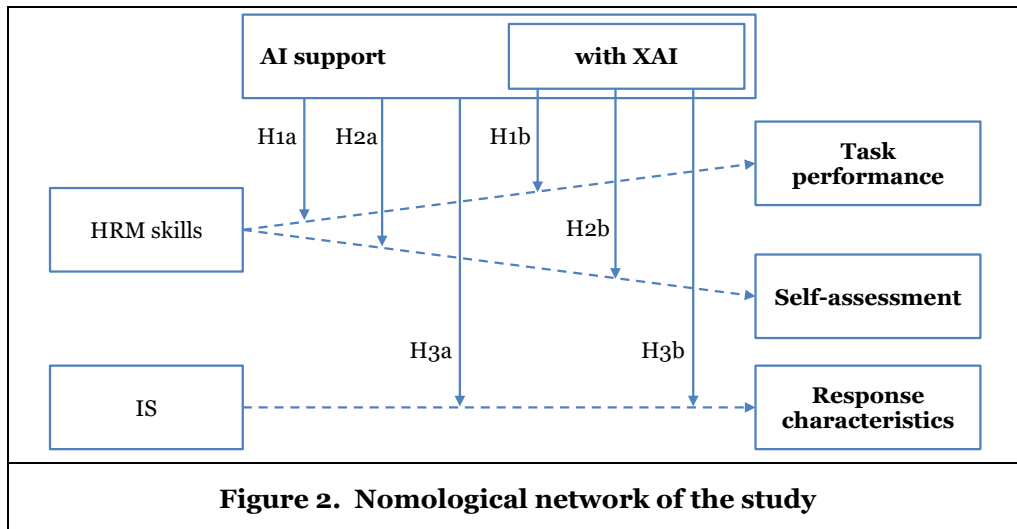 AI support
with XAI
H1a
H2a
H1b
Task
performance
HRM skills
H2b
Self-assessment
H3a
H3b
IS
Response
characteristics
Figure 2. Nomological network of the study